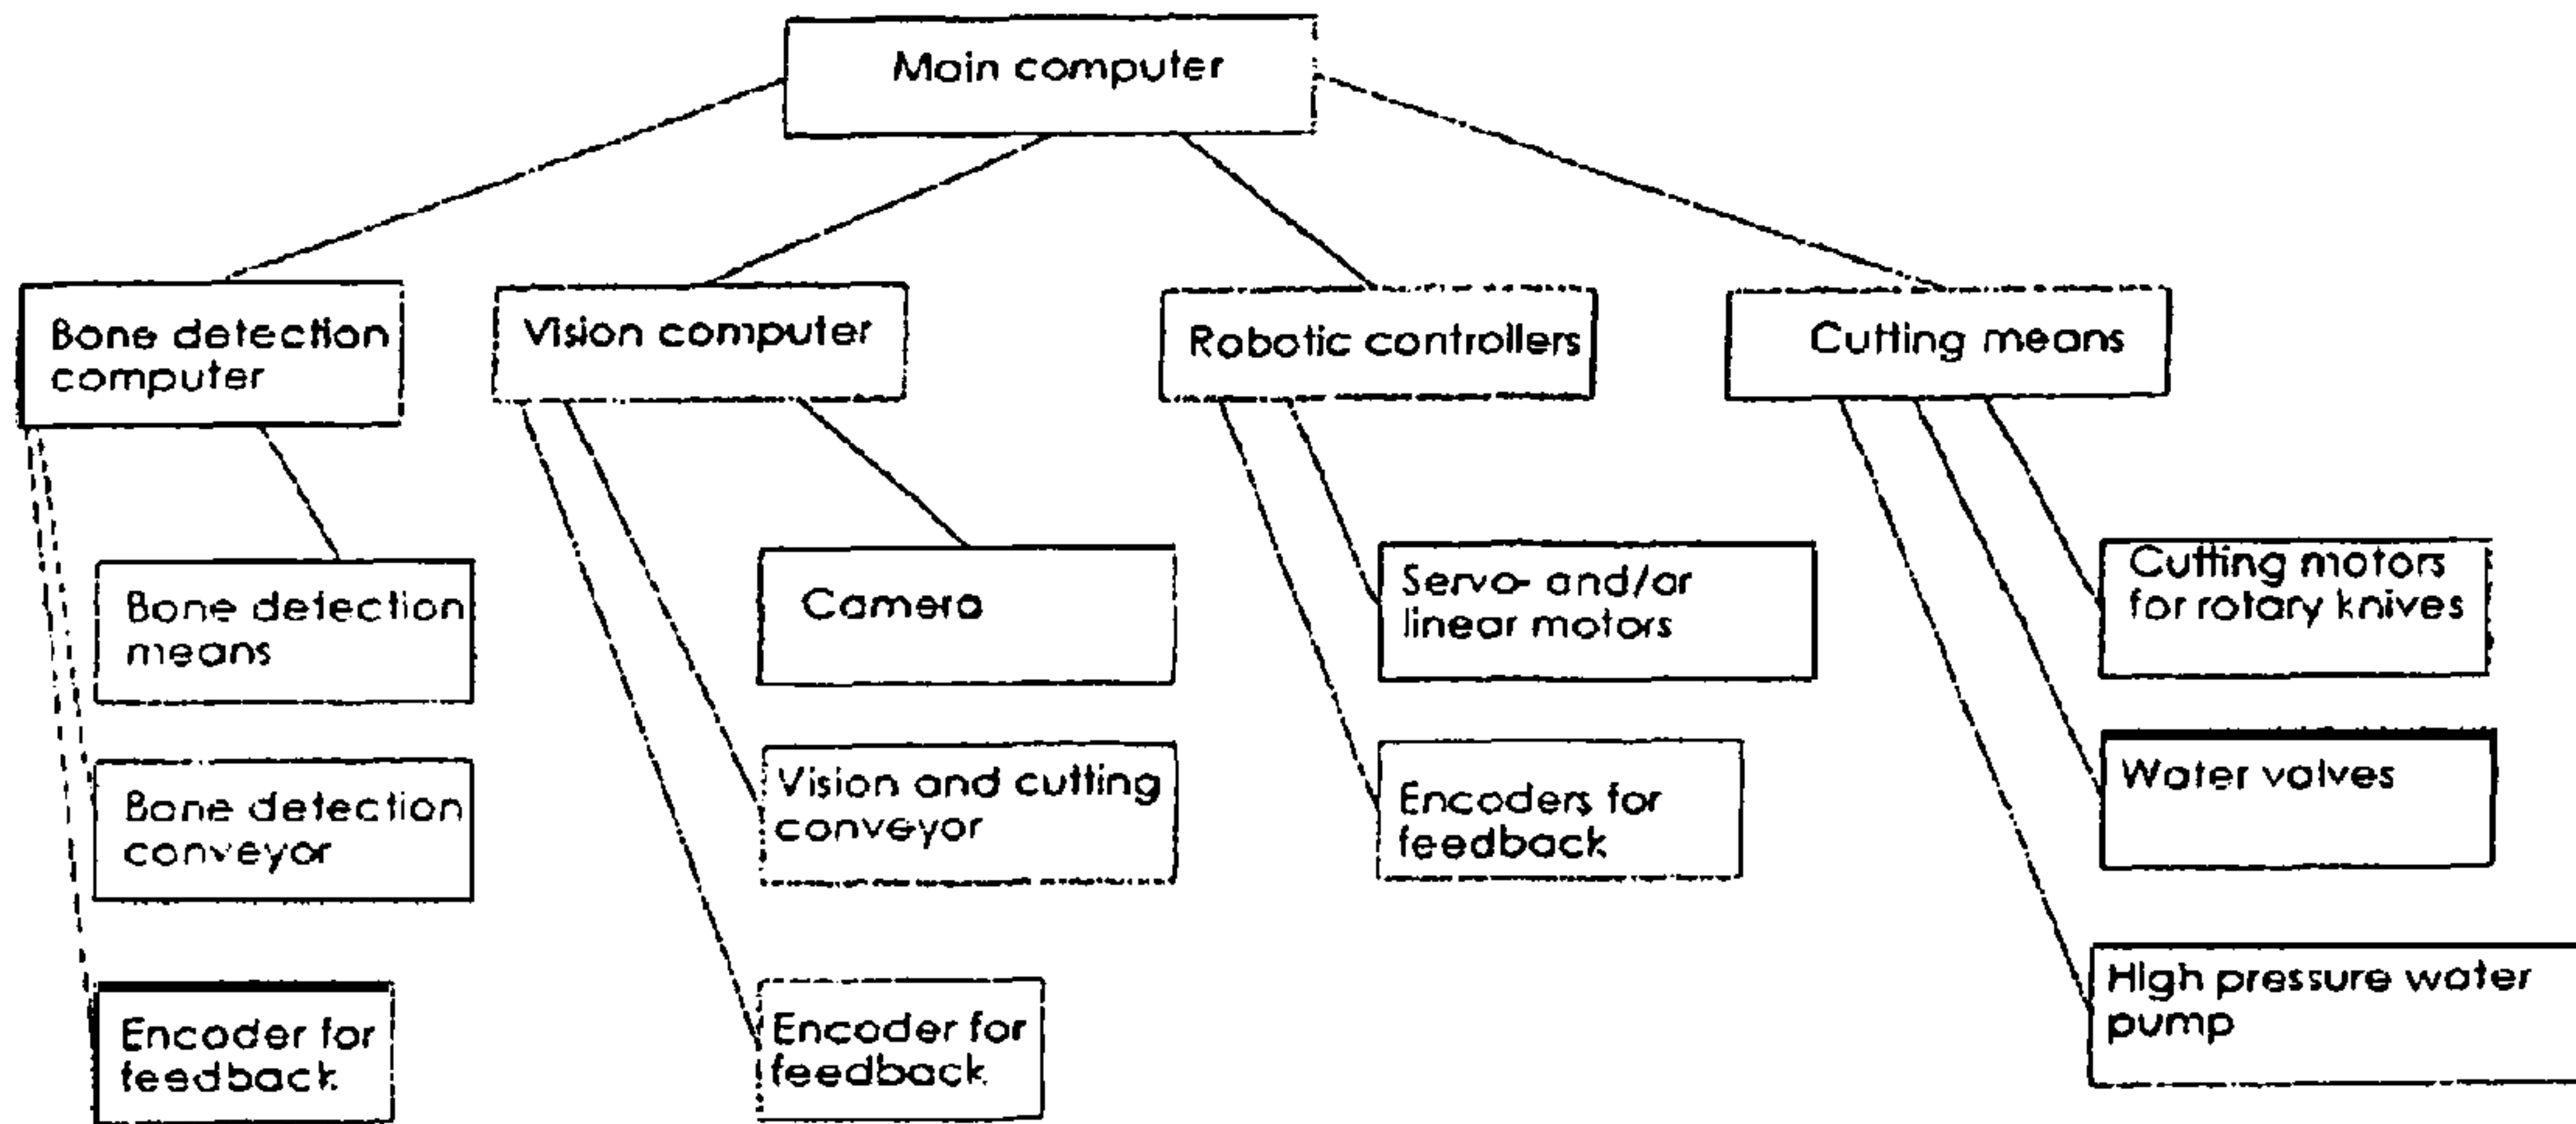 Main computer
Bone detection
computer
Vision computer
Robotic controllers
Cutting means
Bone detection
means
Camera
Servo- and/or
linear motors
Cutting motors
for rotary knives
Bone detection
conveyor
Vision and cutting
conveyor
Encoders for
feedback
Water valves
Encoder for
feedback
Encoder for
feedback
High pressure water
pump